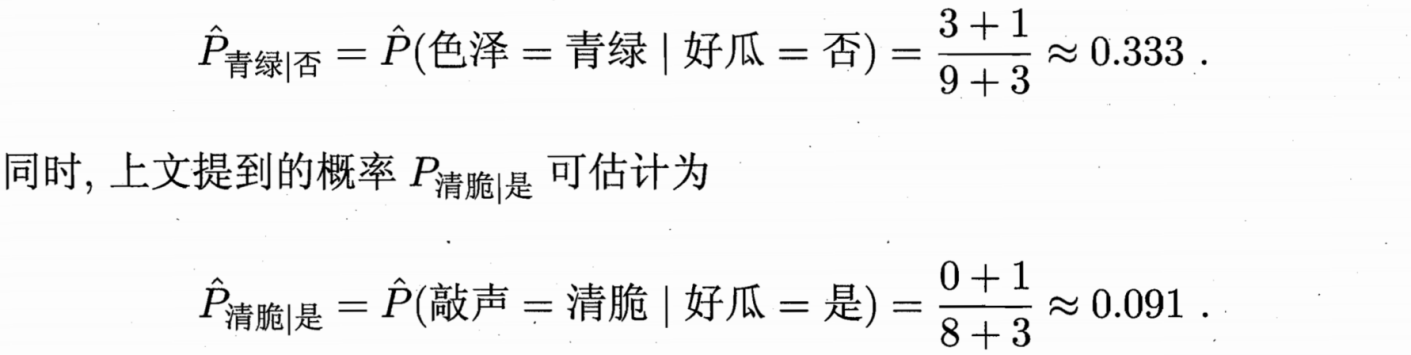 P̂青绿|否 = P̂(色泽 = 青绿 | 好瓜 = 否) = (3 + 1)/(9 + 3) ≈ 0.333 .
同时, 上文提到的概率 P清脆|是 可估计为
P̂清脆|是 = P̂(敲声 = 清脆 | 好瓜 = 是) = (0 + 1)/(8 + 3) ≈ 0.091 .